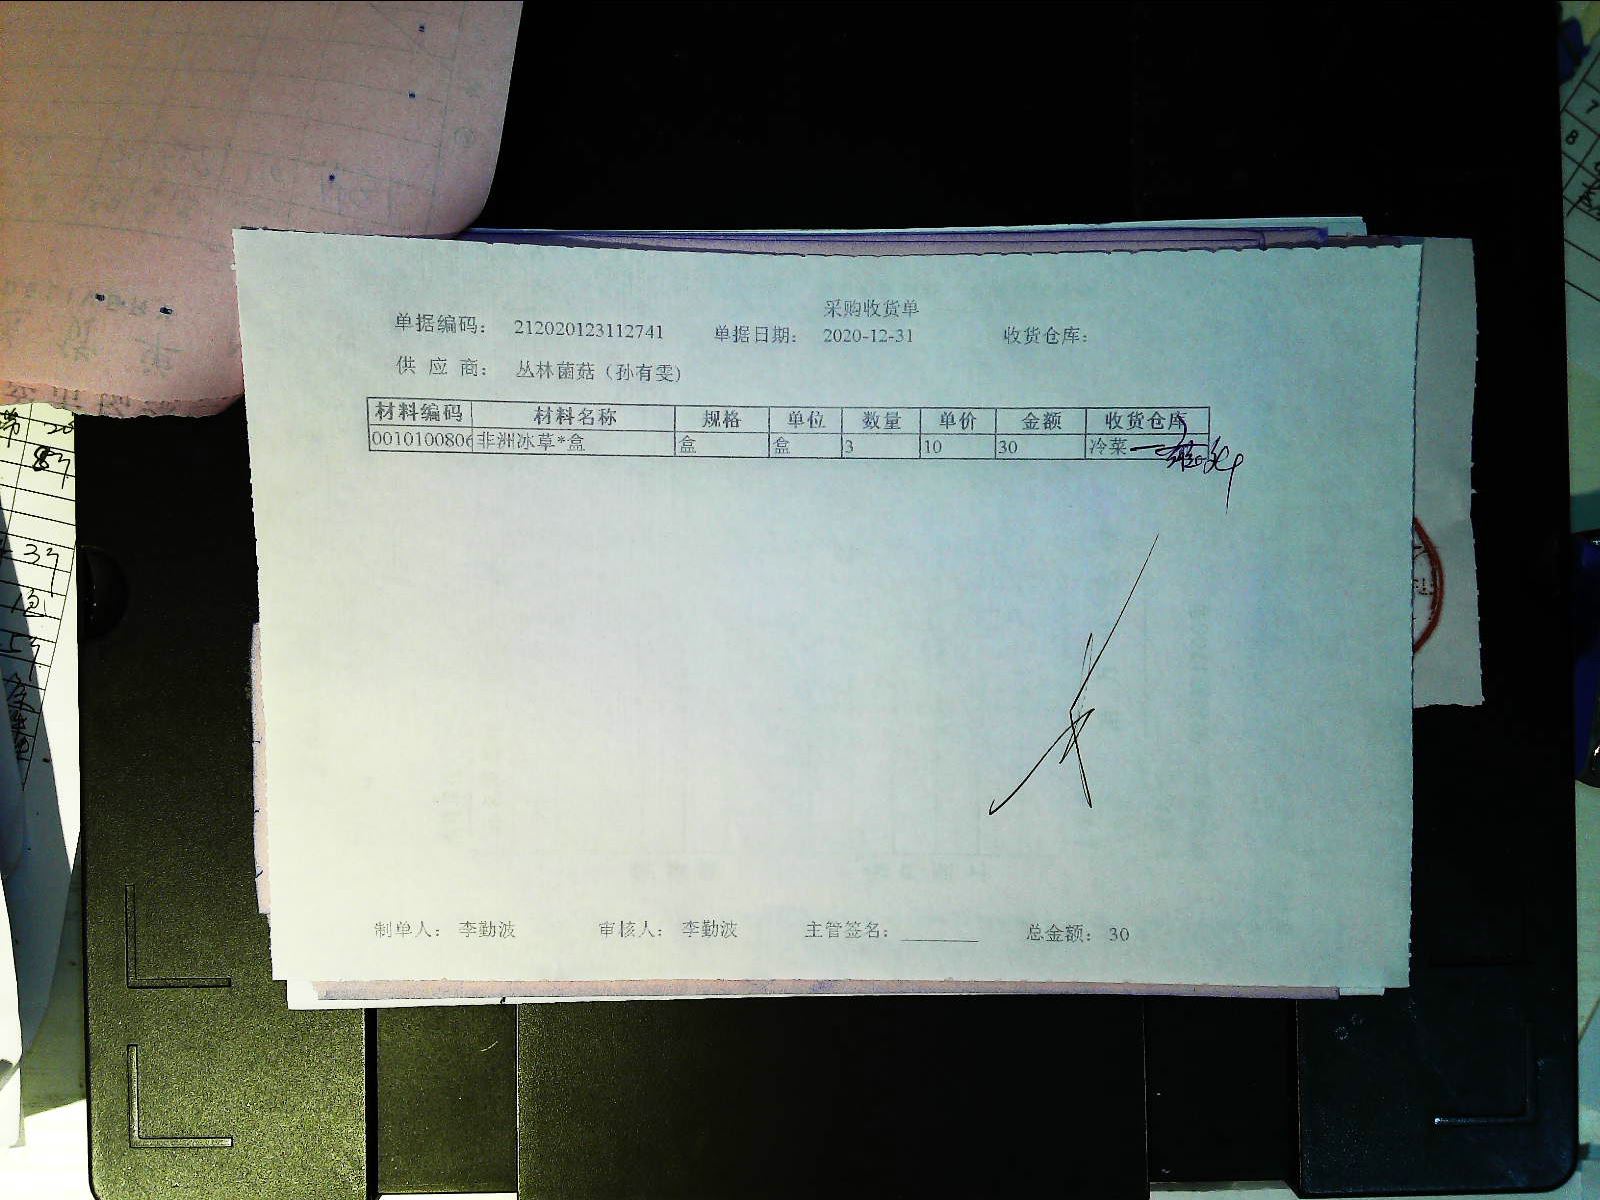 采购收货单
单据编码： 212020123112741 单据日期： 2020-12-31 收货仓库：
供 应 商： 丛林菌菇（孙有雯）
材料编码 材料名称 规格 单位 数量 单价 金额 收货仓库
0010100806 非洲冰草*盒 盒 盒 3 10 30 冷菜
制单人： 李勤波 审核人： 李勤波 主管签名： 总金额： 30